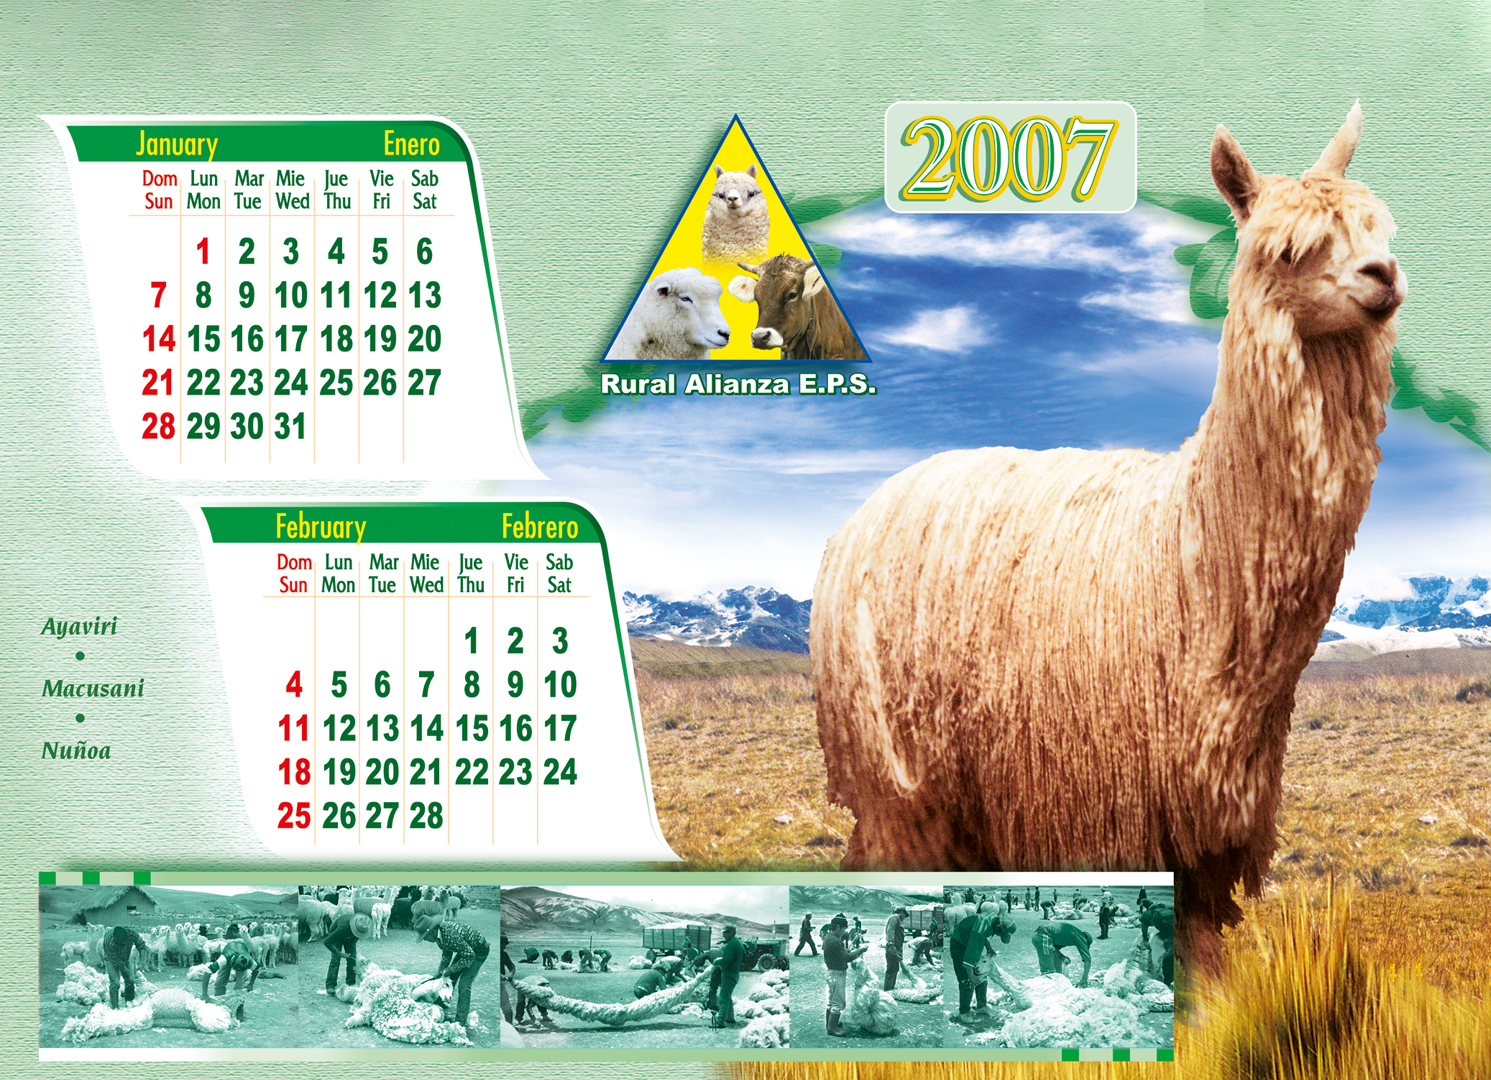 2007
January Enero
Dom Lun Mar Mie Jue Vie Sab
Sun Mon Tue Wed Thu Fri Sat
1 2 3 4 5 6
7 8 9 10 11 12 13
14 15 16 17 18 19 20
21 22 23 24 25 26 27
28 29 30 31
Rural Alianza E.P.S.
February Febrero
Dom Lun Mar Mie Jue Vie Sab
Sun Mon Tue Wed Thu Fri Sat
1 2 3
4 5 6 7 8 9 10
11 12 13 14 15 16 17
18 19 20 21 22 23 24
25 26 27 28
Ayaviri
•
Macusani
•
Nuñoa